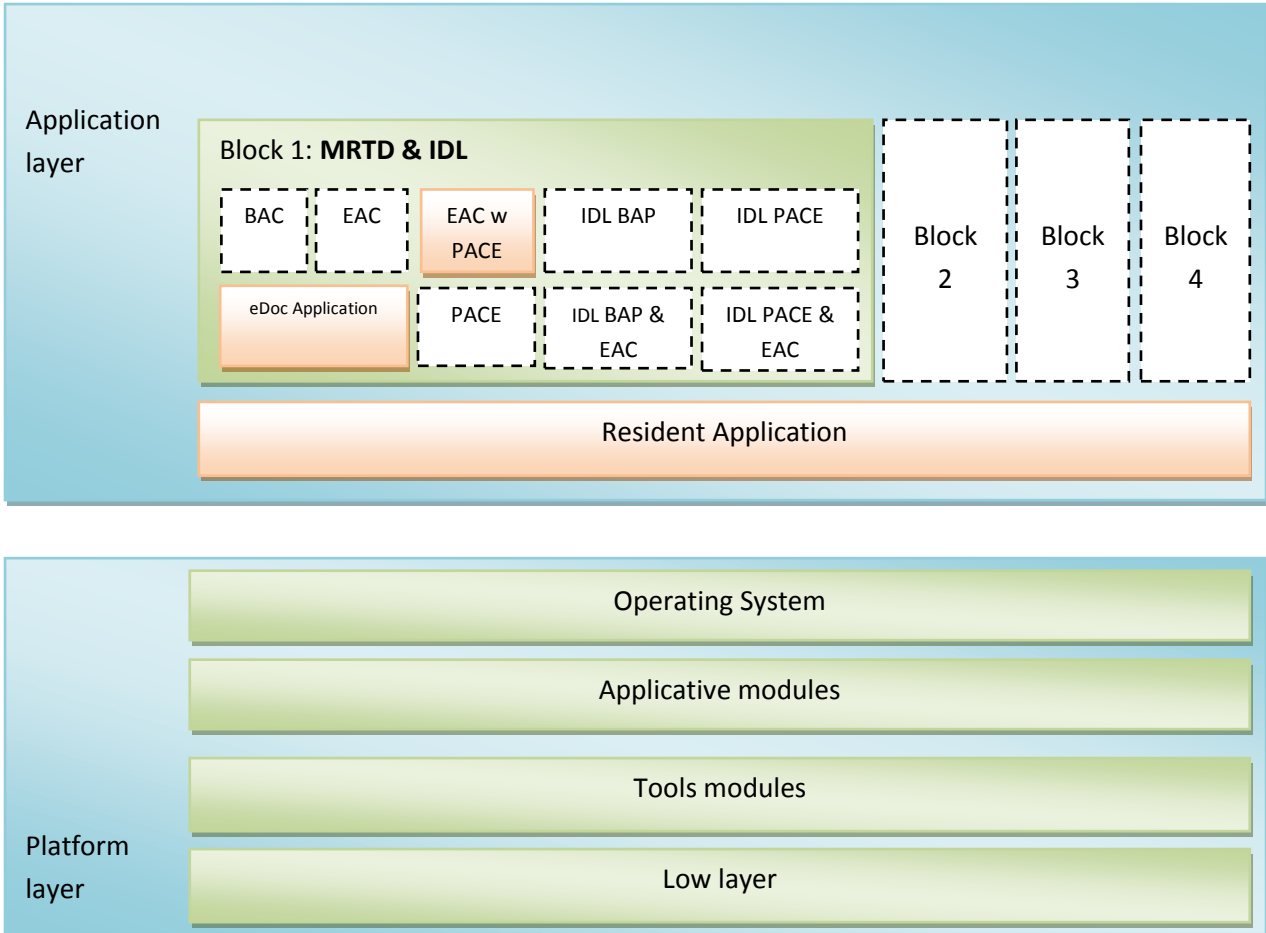 Application
layer
Block 1: MRTD & IDL
BAC
EAC
EAC w
PACE
IDL BAP
IDL PACE
eDoc Application
PACE
IDL BAP &
EAC
IDL PACE &
EAC
Block
2
Block
3
Block
4
Resident Application
Operating System
Applicative modules
Tools modules
Platform
layer
Low layer